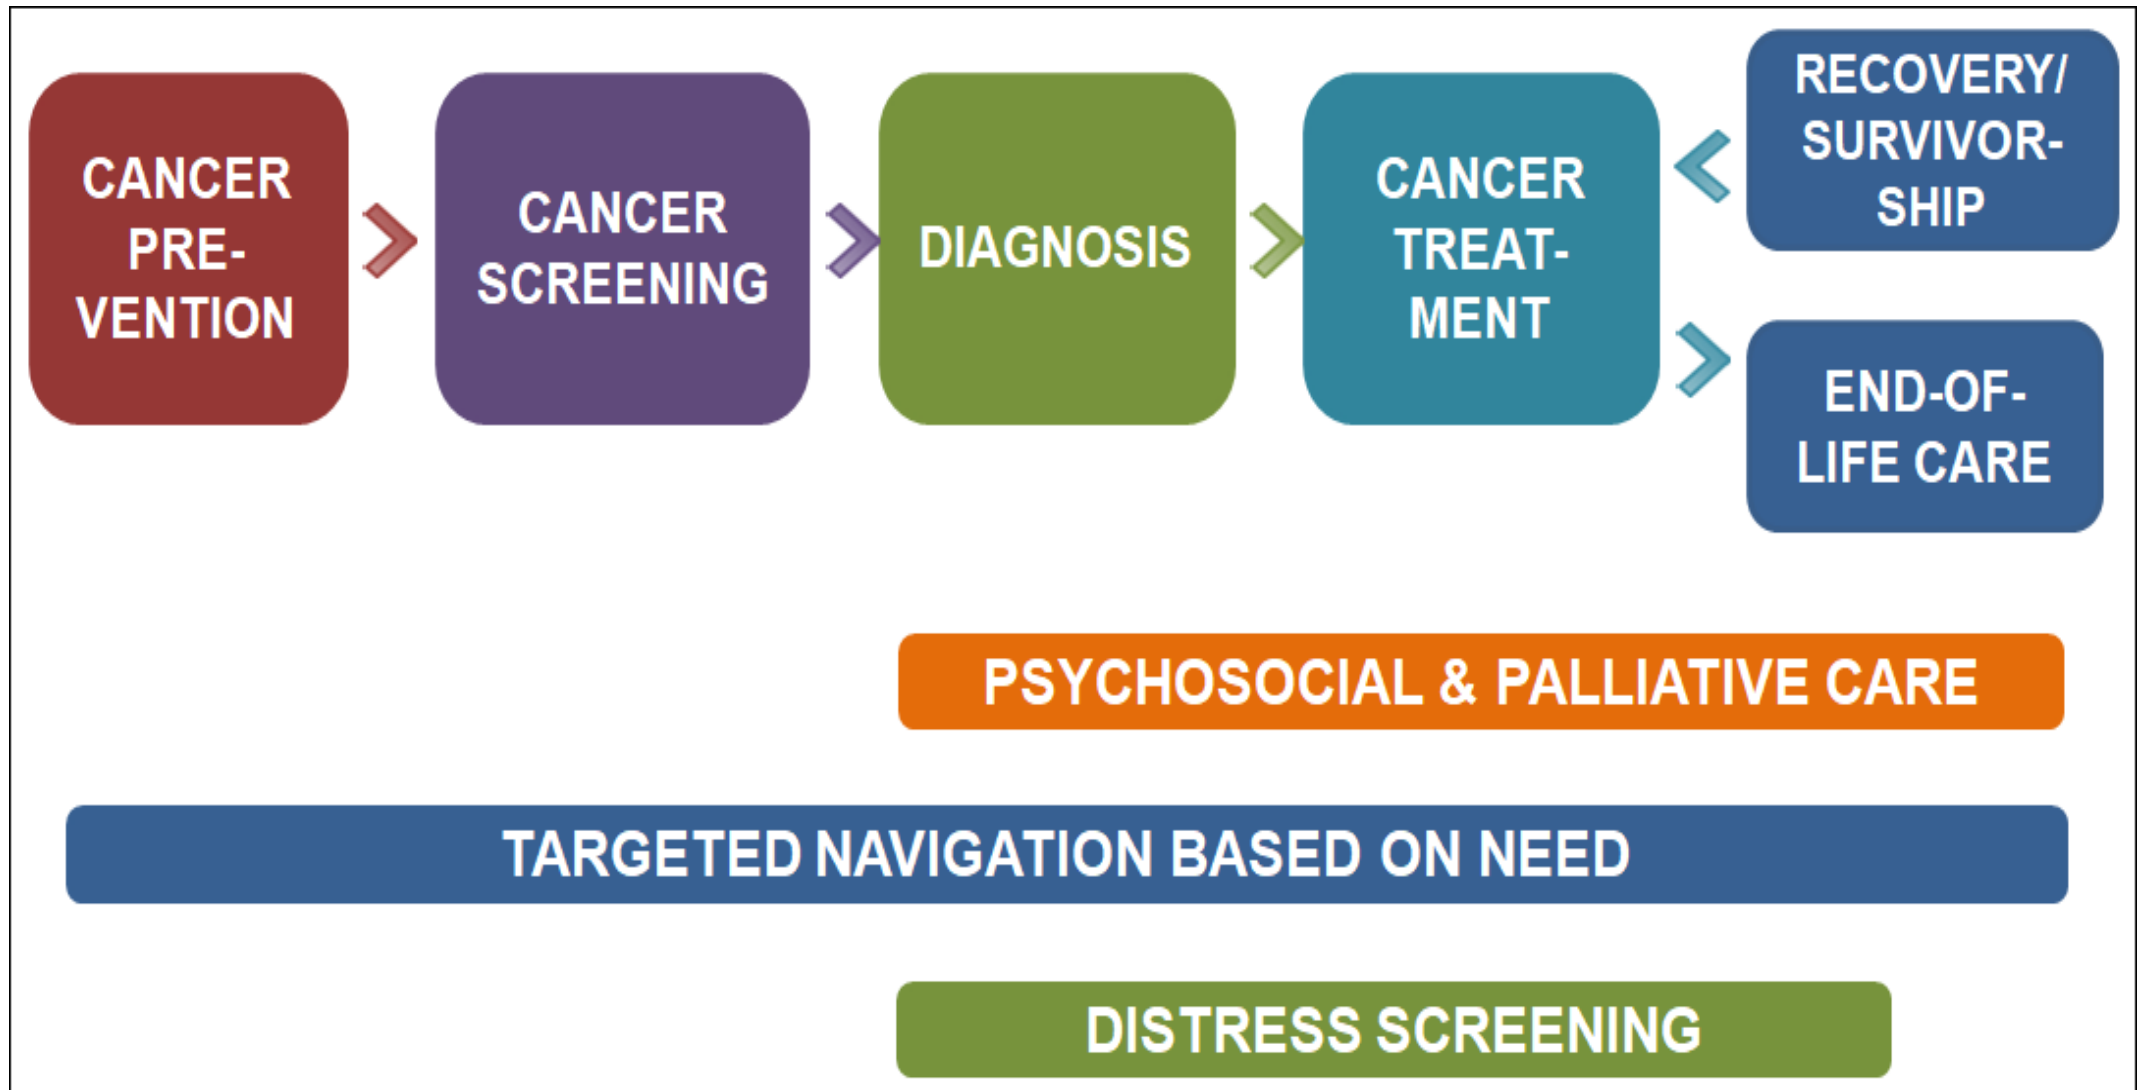 CANCER
PRE-
VENTION
CANCER
SCREENING
DIAGNOSIS
CANCER
TREAT-
MENT
RECOVERY/
SURVIVOR-
SHIP
END-OF-
LIFE CARE
PSYCHOSOCIAL & PALLIATIVE CARE
TARGETED NAVIGATION BASED ON NEED
DISTRESS SCREENING